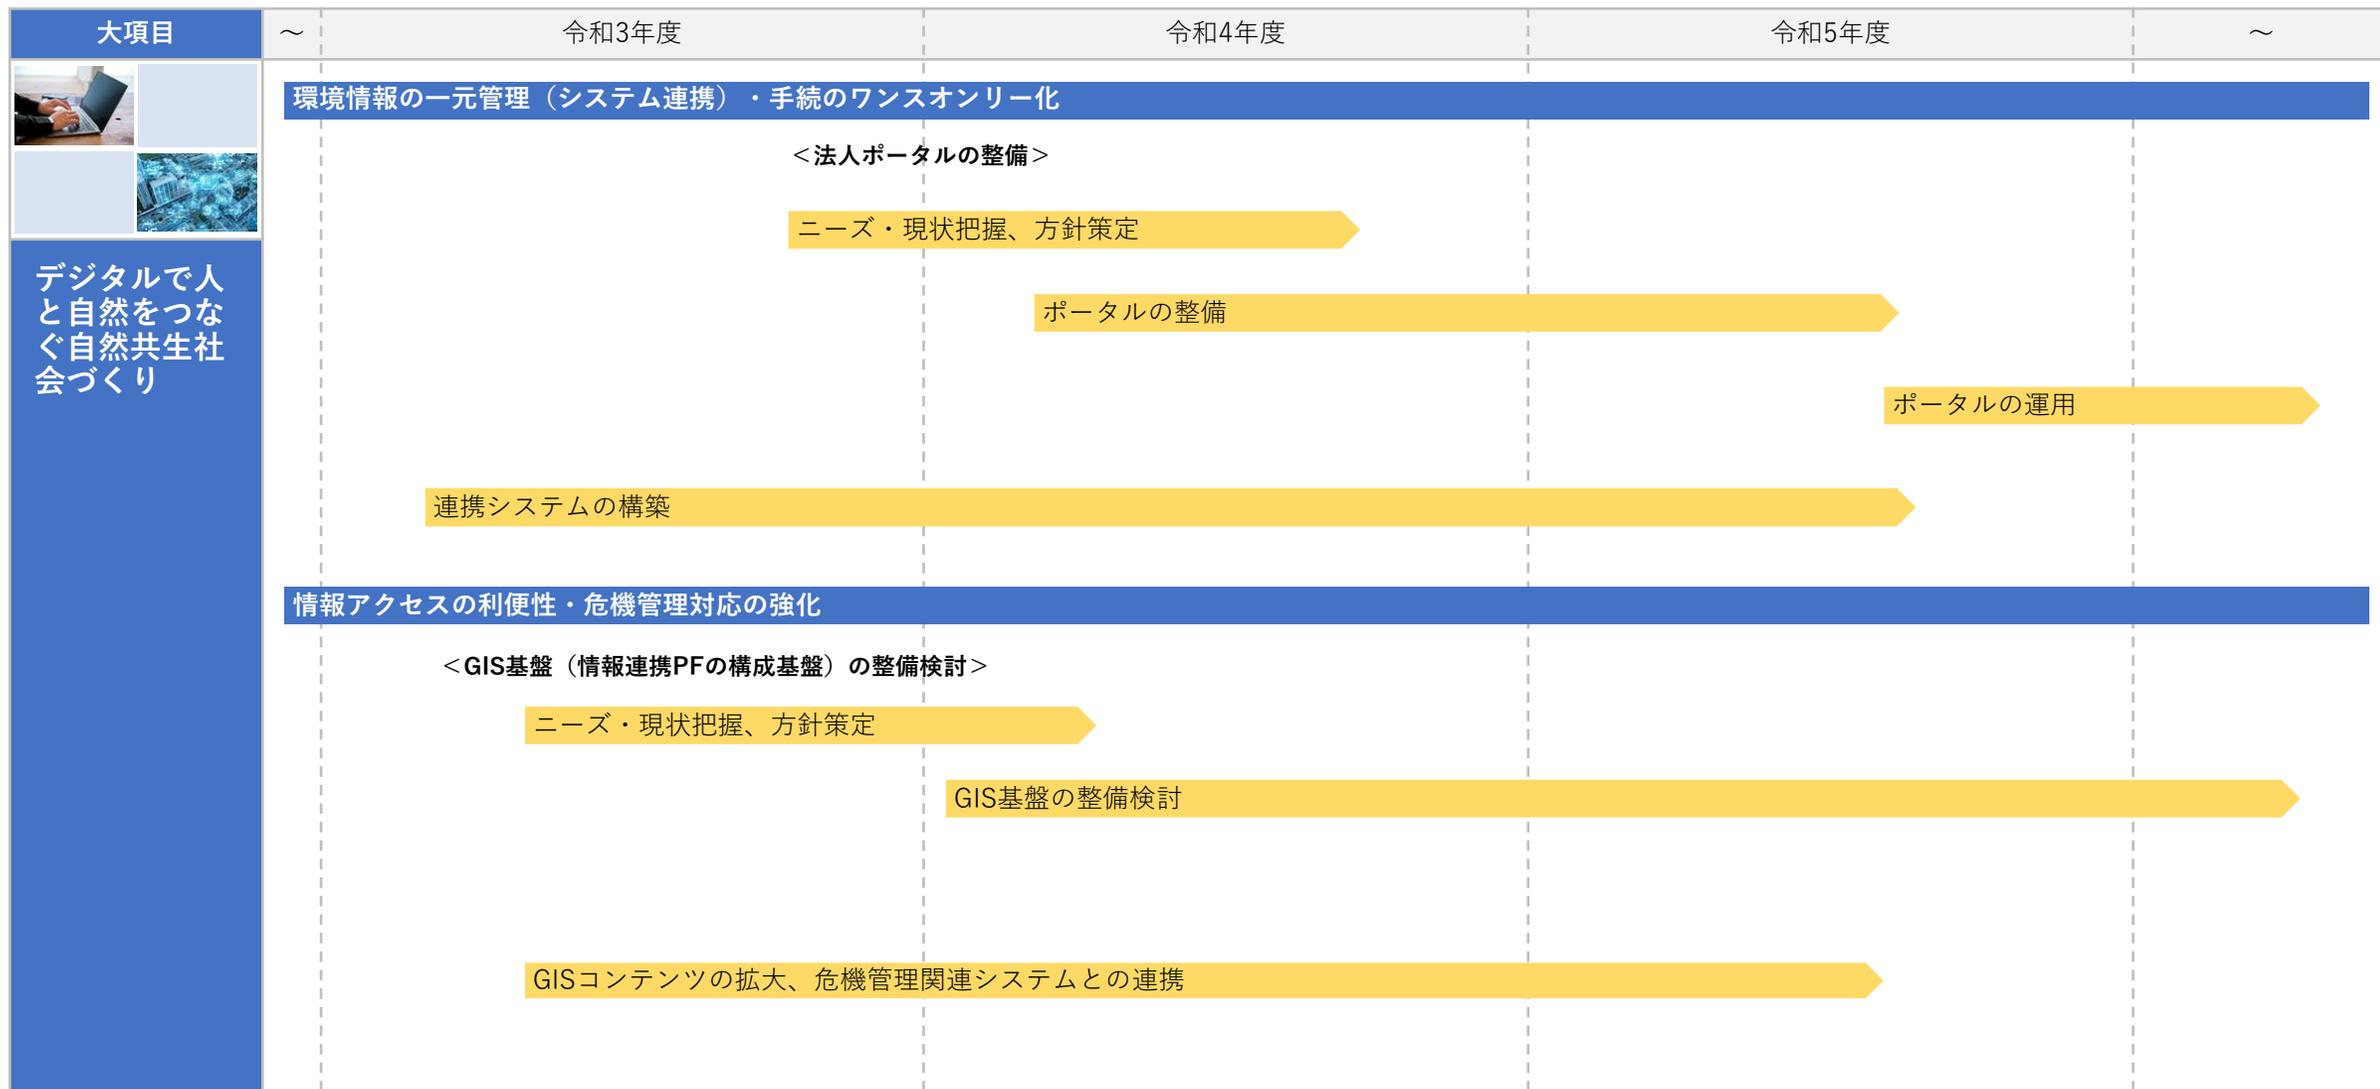 大項目
～
令和3年度
令和4年度
令和5年度
～
デジタルで人
と自然をつな
ぐ自然共生社
会づくり
環境情報の一元管理（システム連携）・手続のワンスオンリー化
＜法人ポータルの整備＞
ニーズ・現状把握、方針策定
ポータルの整備
ポータルの運用
連携システムの構築
情報アクセスの利便性・危機管理対応の強化
＜GIS基盤（情報連携PFの構成基盤）の整備検討＞
ニーズ・現状把握、方針策定
GIS基盤の整備検討
GISコンテンツの拡大、危機管理関連システムとの連携